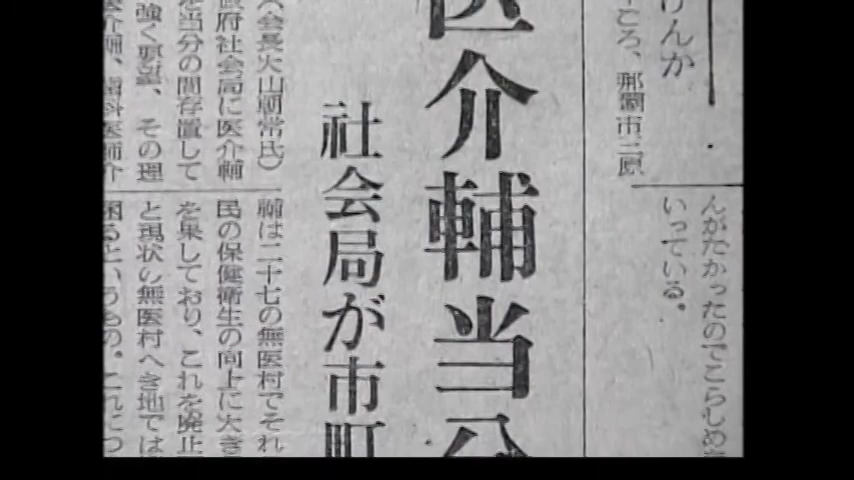 けんか
ころ、那覇市三原
んがたかったのでこらしめ
いっている。
医介輔当分
社会局が市町
(会長大山朝常氏)
政府社会局に医介輔
を当分の間存置して
強く要望、その理
医介輔、歯科医師介
輔は二十七の無医村でそれ
民の保健衛生の向上に大き
を果しており、これを廃止
と現状の無医村へき地では
困るというもの。これにつ